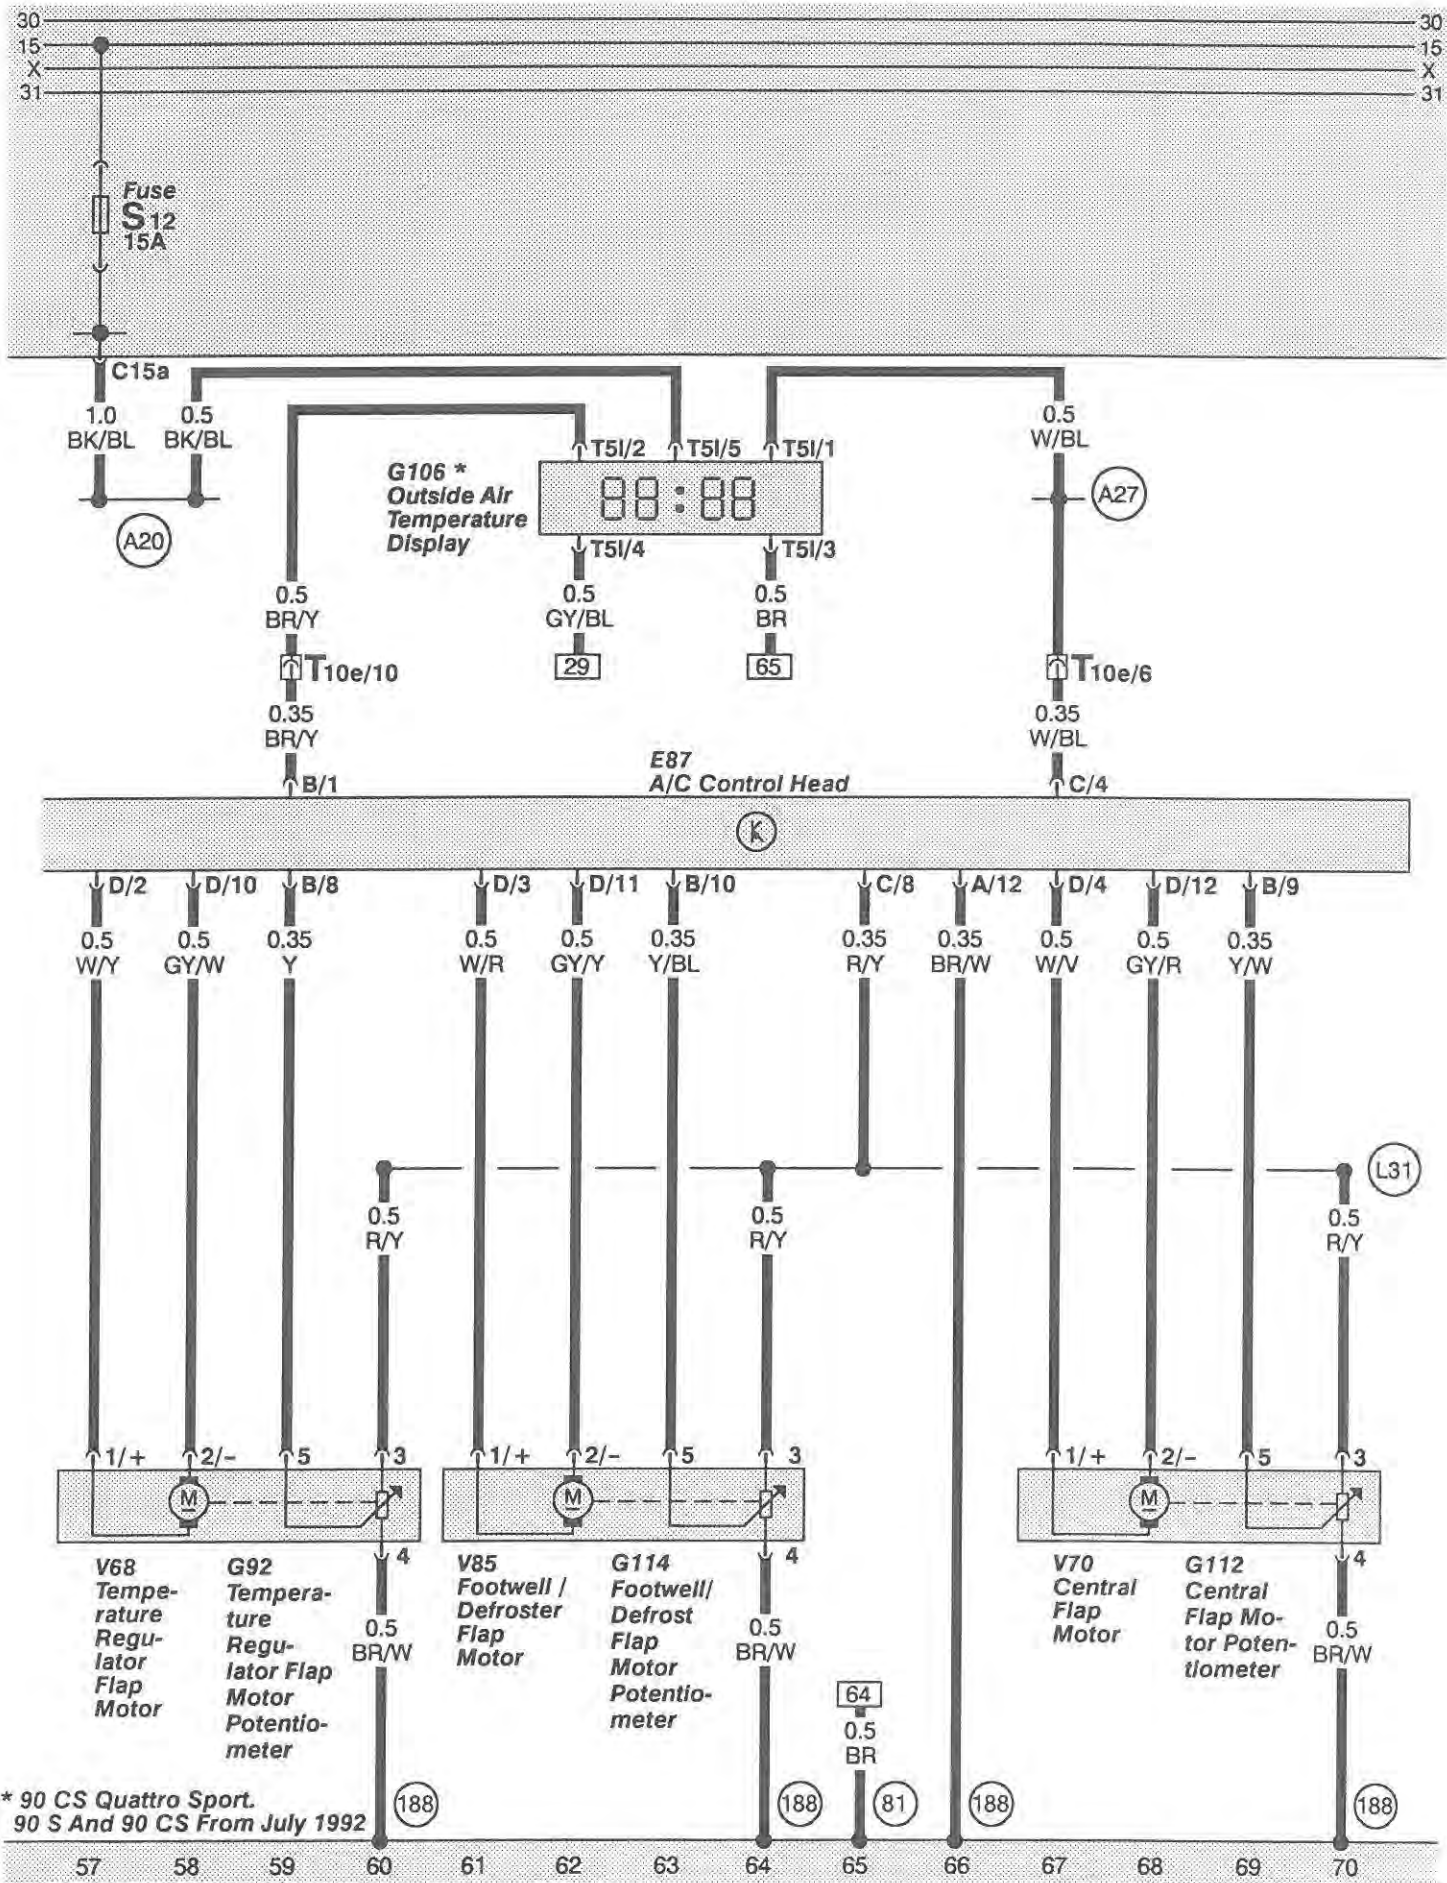 30 30
15 15
X X
31 31
Fuse
S12
15A
C15a
1.0 0.5 0.5
BK/BL BK/BL W/BL
T5I/2 T5I/5 T5I/1
G106 *
Outside Air
Temperature
Display
88:88
A27
A20
T5I/4 T5I/3
0.5 0.5 0.5
BR/Y GY/BL BR
29 65
T10e/10 T10e/6
0.35 0.35
BR/Y W/BL
E87
A/C Control Head
B/1 C/4
K
D/2 D/10 B/8 D/3 D/11 B/10 C/8 A/12 D/4 D/12 B/9
0.5 0.5 0.35 0.5 0.5 0.35 0.35 0.35 0.5 0.5 0.35
W/Y GY/W Y W/R GY/Y Y/BL R/Y BR/W W/V GY/R Y/W
L31
0.5 0.5 0.5
R/Y R/Y R/Y
1/+ 2/– 5 3 1/+ 2/– 5 3 1/+ 2/– 5 3
M M M
4 4 4
V68
Tempe-
rature
Regu-
lator
Flap
Motor
G92
Tempera-
ture
Regu-
lator Flap
Motor
Potentio-
meter
0.5
BR/W
V85
Footwell /
Defroster
Flap
Motor
G114
Footwell/
Defrost
Flap
Motor
Potentio-
meter
0.5
BR/W
64
0.5
BR
V70
Central
Flap
Motor
G112
Central
Flap Mo-
tor Poten-
tiometer
0.5
BR/W
188 188 81 188 188
* 90 CS Quattro Sport.
90 S And 90 CS From July 1992
57 58 59 60 61 62 63 64 65 66 67 68 69 70